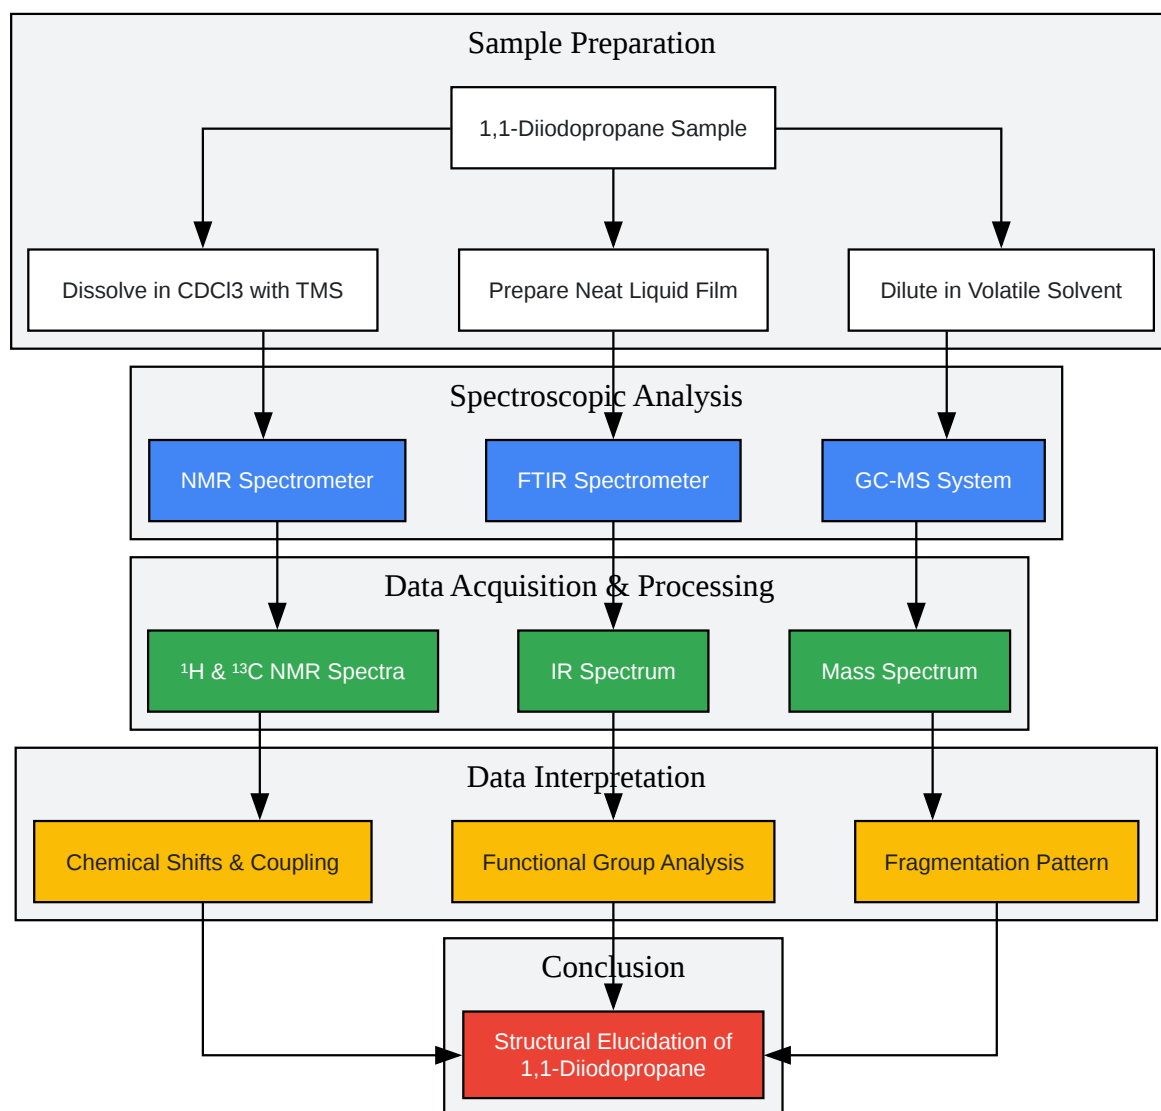 Sample Preparation
1,1-Diiodopropane Sample
Dissolve in CDCl3 with TMS
Prepare Neat Liquid Film
Dilute in Volatile Solvent
Spectroscopic Analysis
NMR Spectrometer
FTIR Spectrometer
GC-MS System
Data Acquisition & Processing
¹H & ¹³C NMR Spectra
IR Spectrum
Mass Spectrum
Data Interpretation
Chemical Shifts & Coupling
Functional Group Analysis
Fragmentation Pattern
Conclusion
Structural Elucidation of
1,1-Diiodopropane